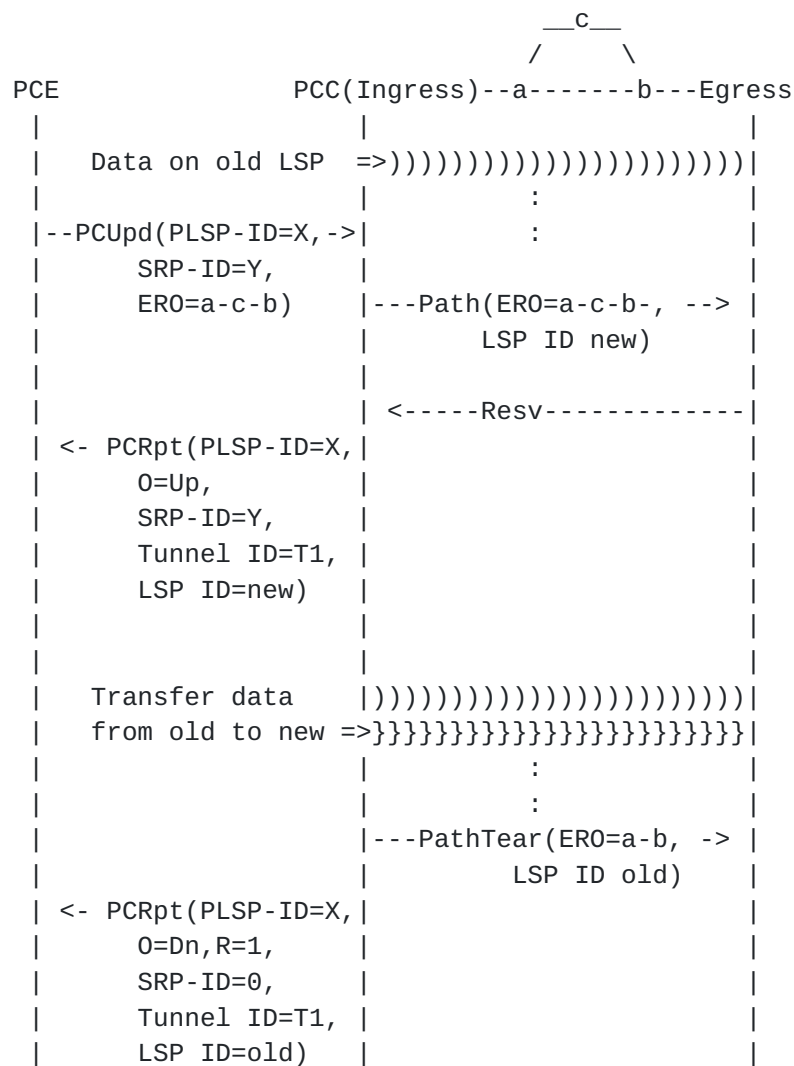 __c__
                                 /     \
PCE               PCC(Ingress)--a-------b---Egress
 |                    |                        |
 |   Data on old LSP  =>)))))))))))))))))))))))|
 |                    |          :             |
 |--PCUpd(PLSP-ID=X,->|          :             |
 |      SRP-ID=Y,     |                        |
 |      ERO=a-c-b)    |---Path(ERO=a-c-b-, --> |
 |                    |       LSP ID new)      |
 |                    |                        |
 |                    | <-----Resv-------------|
 | <- PCRpt(PLSP-ID=X,|                        |
 |      O=Up,         |                        |
 |      SRP-ID=Y,     |                        |
 |      Tunnel ID=T1, |                        |
 |      LSP ID=new)   |                        |
 |                    |                        |
 |                    |                        |
 |   Transfer data    |))))))))))))))))))))))))|
 |   from old to new =>}}}}}}}}}}}}}}}}}}}}}}}}|
 |                    |          :             |
 |                    |          :             |
 |                    |---PathTear(ERO=a-b, -> |
 |                    |         LSP ID old)    |
 | <- PCRpt(PLSP-ID=X,|                        |
 |      O=Dn,R=1,     |                        |
 |      SRP-ID=0,     |                        |
 |      Tunnel ID=T1, |                        |
 |      LSP ID=old)   |                        |